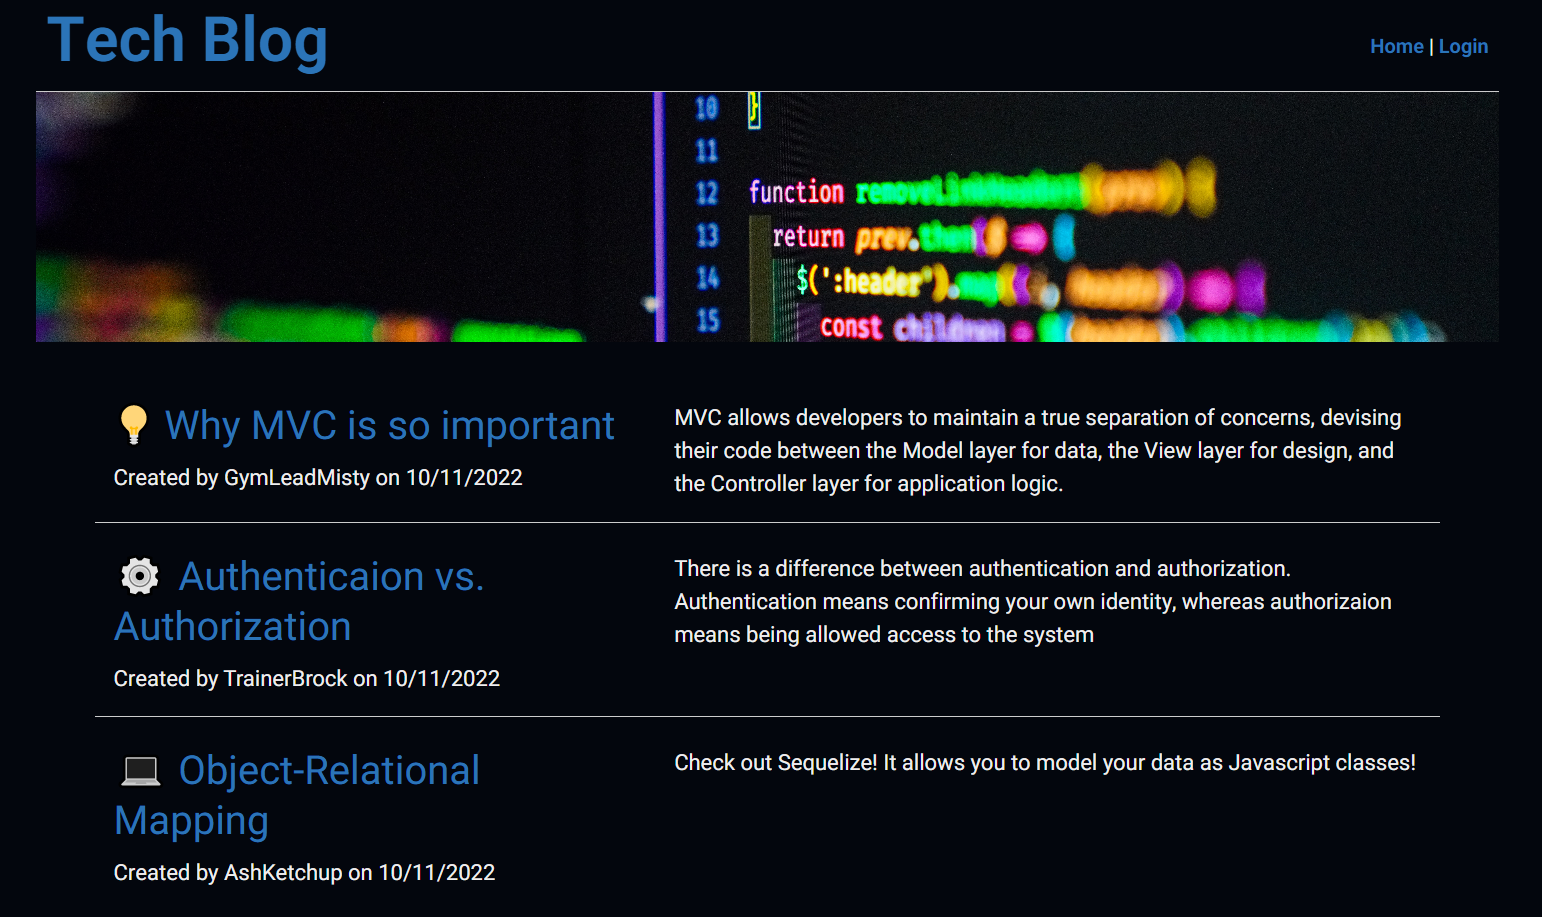 Tech Blog
Home | Login
10 }
11
12 function
13 return prev.then
14 $(':header').
15 const children
Why MVC is so important
Created by GymLeadMisty on 10/11/2022
MVC allows developers to maintain a true separation of concerns, devising
their code between the Model layer for data, the View layer for design, and
the Controller layer for application logic.
Authenticaion vs.
Authorization
Created by TrainerBrock on 10/11/2022
There is a difference between authentication and authorization.
Authentication means confirming your own identity, whereas authorizaion
means being allowed access to the system
Object-Relational
Mapping
Created by AshKetchup on 10/11/2022
Check out Sequelize! It allows you to model your data as Javascript classes!